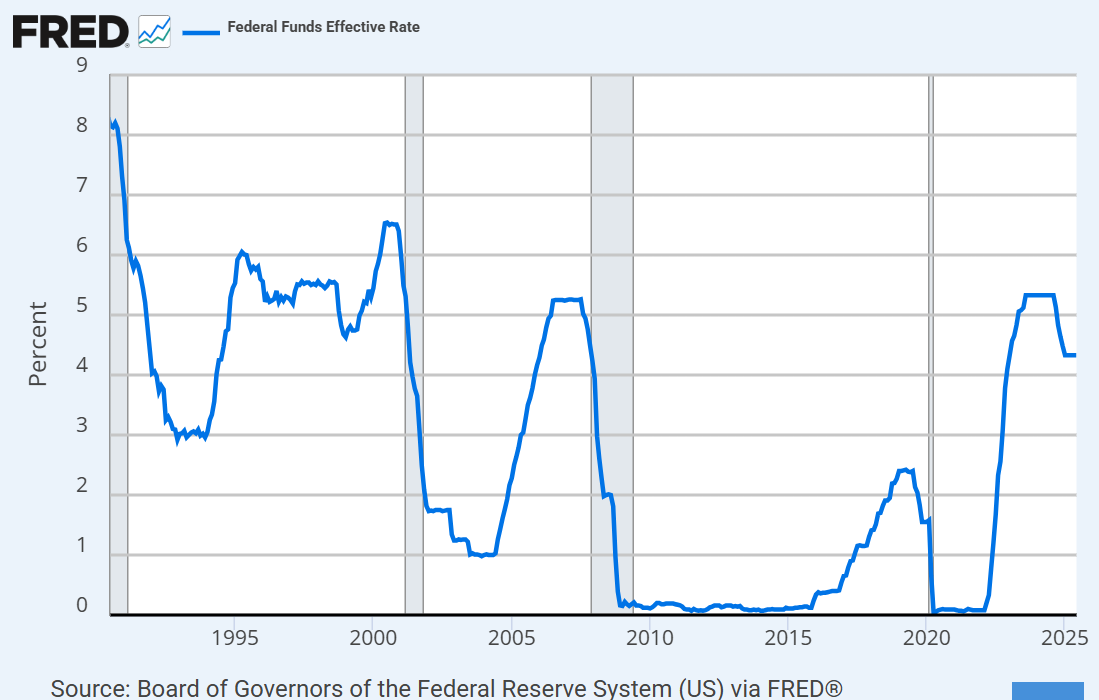 FRED®
Federal Funds Effective Rate
9
8
7
6
5
4
3
2
1
0
Percent
1995 2000 2005 2010 2015 2020 2025
Source: Board of Governors of the Federal Reserve System (US) via FRED®